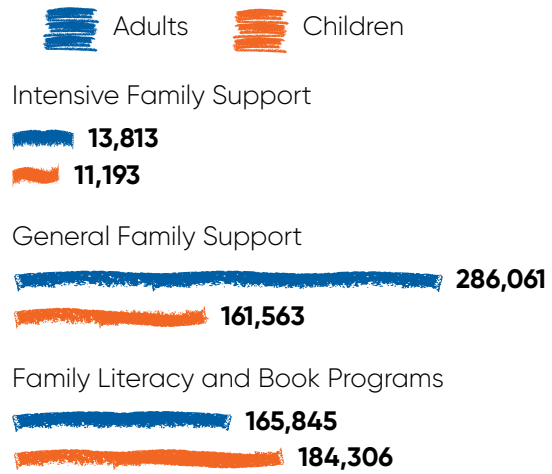 Adults Children
Intensive Family Support
13,813
11,193
General Family Support
286,061
161,563
Family Literacy and Book Programs
165,845
184,306